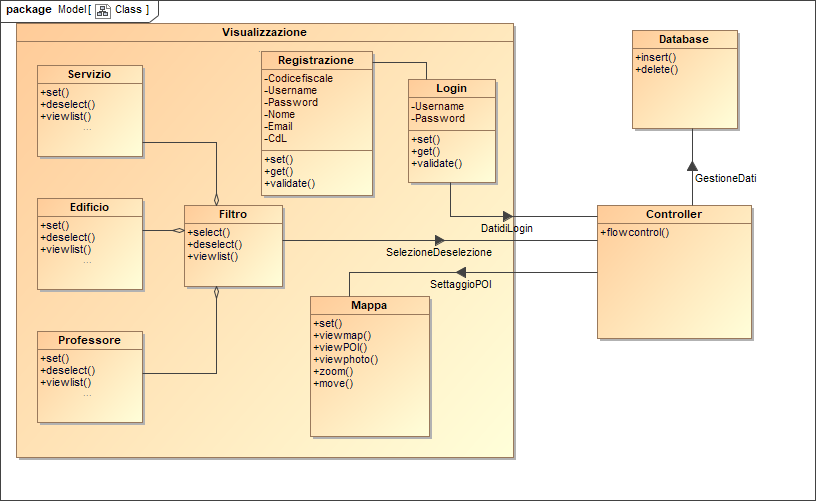 package Model [ Class ]
Visualizzazione
Servizio
+set()
+deselect()
+viewlist()
...
Registrazione
-Codicefiscale
-Username
-Password
-Nome
-Email
-CdL
+set()
+get()
+validate()
Login
-Username
-Password
+set()
+get()
+validate()
Database
+insert()
+delete()
GestioneDati
Edificio
+set()
+deselect()
+viewlist()
...
Filtro
+select()
+deselect()
+viewlist()
DatidiLogin
SelezioneDeselezione
SettaggioPOI
Controller
+flowcontrol()
Professore
+set()
+deselect()
+viewlist()
...
Mappa
+set()
+viewmap()
+viewPOI()
+viewphoto()
+zoom()
+move()